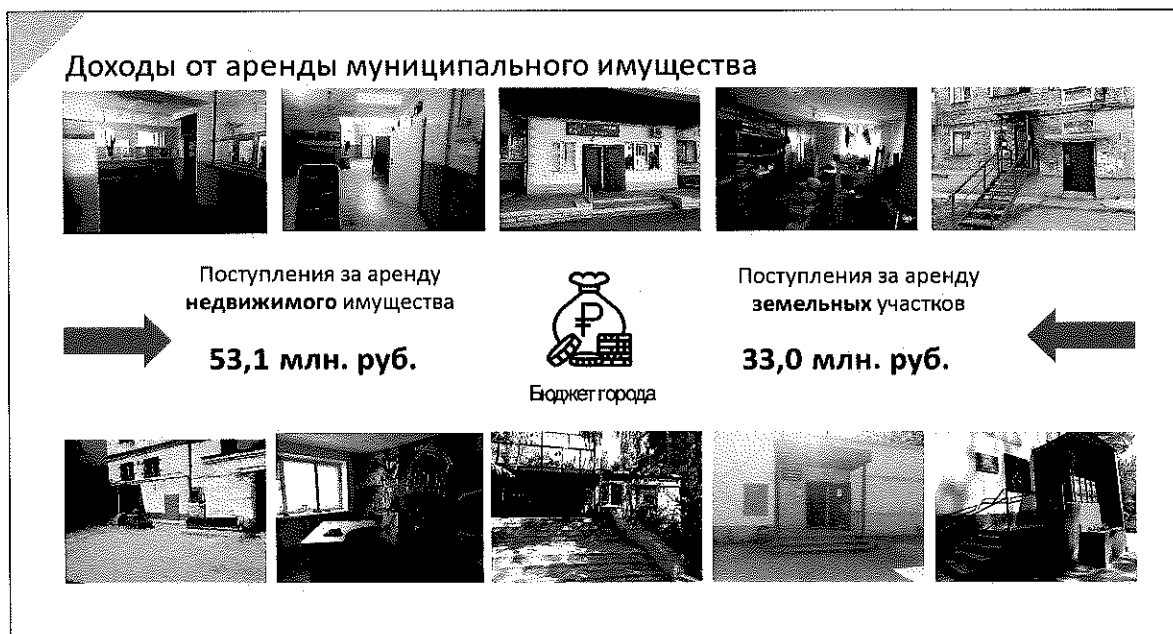 Доходы от аренды муниципального имущества
Поступления за аренду
недвижимого имущества
53,1 млн. руб.
Бюджет города
Поступления за аренду
земельных участков
33,0 млн. руб.